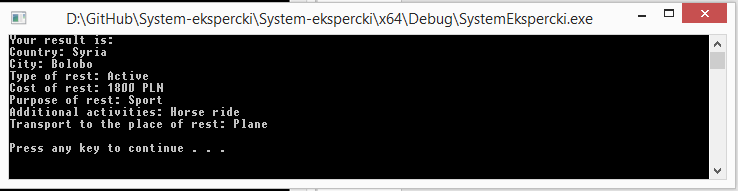 D:\GitHub\System-ekspercki\System-ekspercki\x64\Debug\SystemEkspercki.exe
Your result is:
Country: Syria
City: Bolobo
Type of rest: Active
Cost of rest: 1800 PLN
Purpose of rest: Sport
Additional activities: Horse ride
Transport to the place of rest: Plane
Press any key to continue . . .